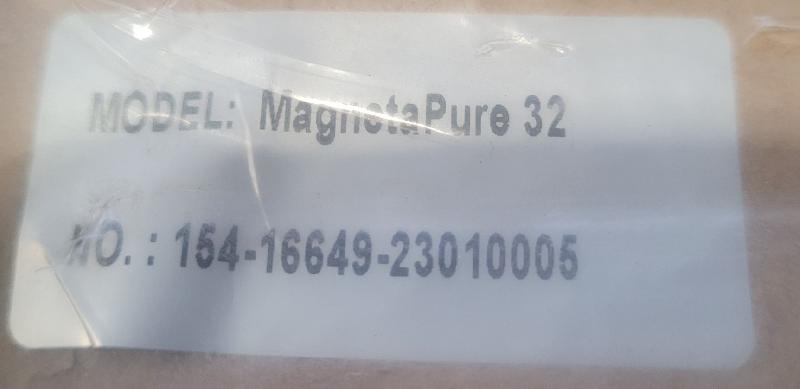 MODEL: MagnetaPure 32
NO. : 154-16649-23010005